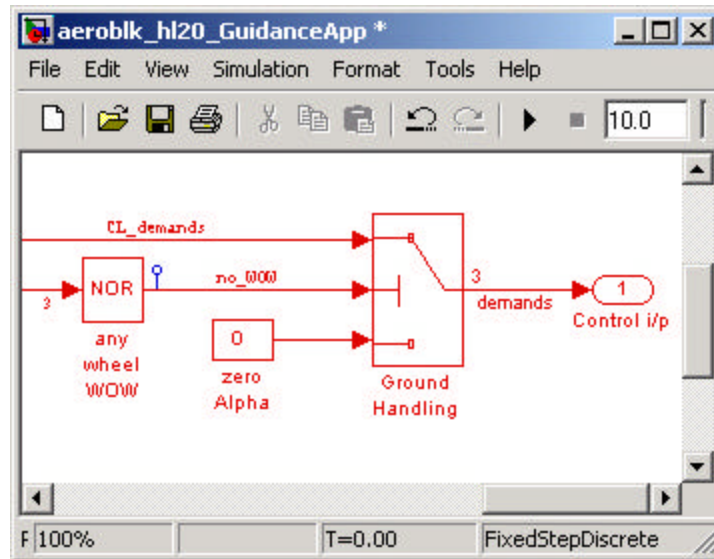 aeroblk_hl20_GuidanceApp *
File Edit View Simulation Format Tools Help
10.0
CL_demands
NOR
no_WOW
3
3
demands
1
Control i/p
any
wheel
WOW
0
zero
Alpha
Ground
Handling
100%
T=0.00
FixedStepDiscrete